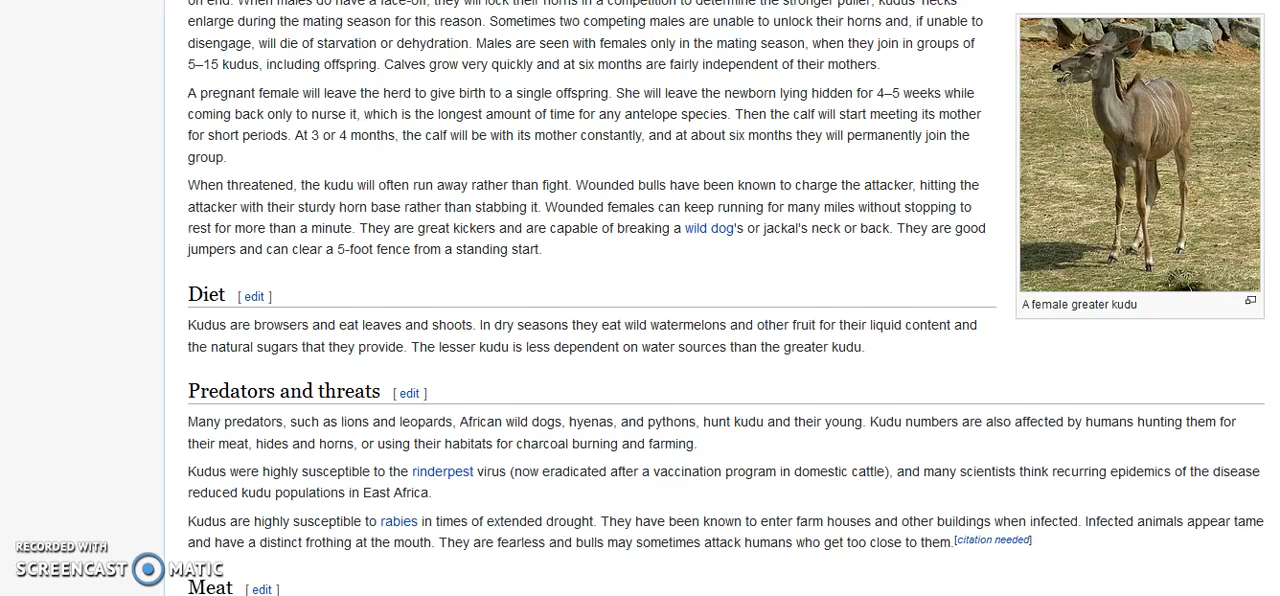 on end. When males do have a face-off, they will lock their horns in a competition to determine the stronger puller; kudus' necks
enlarge during the mating season for this reason. Sometimes two competing males are unable to unlock their horns and, if unable to
disengage, will die of starvation or dehydration. Males are seen with females only in the mating season, when they join in groups of
5–15 kudus, including offspring. Calves grow very quickly and at six months are fairly independent of their mothers.
A pregnant female will leave the herd to give birth to a single offspring. She will leave the newborn lying hidden for 4–5 weeks while
coming back only to nurse it, which is the longest amount of time for any antelope species. Then the calf will start meeting its mother
for short periods. At 3 or 4 months, the calf will be with its mother constantly, and at about six months they will permanently join the
group.
When threatened, the kudu will often run away rather than fight. Wounded bulls have been known to charge the attacker, hitting the
attacker with their sturdy horn base rather than stabbing it. Wounded females can keep running for many miles without stopping to
rest for more than a minute. They are great kickers and are capable of breaking a wild dog's or jackal's neck or back. They are good
jumpers and can clear a 5-foot fence from a standing start.
A female greater kudu
Diet [ edit ]
Kudus are browsers and eat leaves and shoots. In dry seasons they eat wild watermelons and other fruit for their liquid content and
the natural sugars that they provide. The lesser kudu is less dependent on water sources than the greater kudu.
Predators and threats [ edit ]
Many predators, such as lions and leopards, African wild dogs, hyenas, and pythons, hunt kudu and their young. Kudu numbers are also affected by humans hunting them for
their meat, hides and horns, or using their habitats for charcoal burning and farming.
Kudus were highly susceptible to the rinderpest virus (now eradicated after a vaccination program in domestic cattle), and many scientists think recurring epidemics of the disease
reduced kudu populations in East Africa.
Kudus are highly susceptible to rabies in times of extended drought. They have been known to enter farm houses and other buildings when infected. Infected animals appear tame
and have a distinct frothing at the mouth. They are fearless and bulls may sometimes attack humans who get too close to them.[citation needed]
Meat [ edit ]
RECORDED WITH
SCREENCAST MATIC